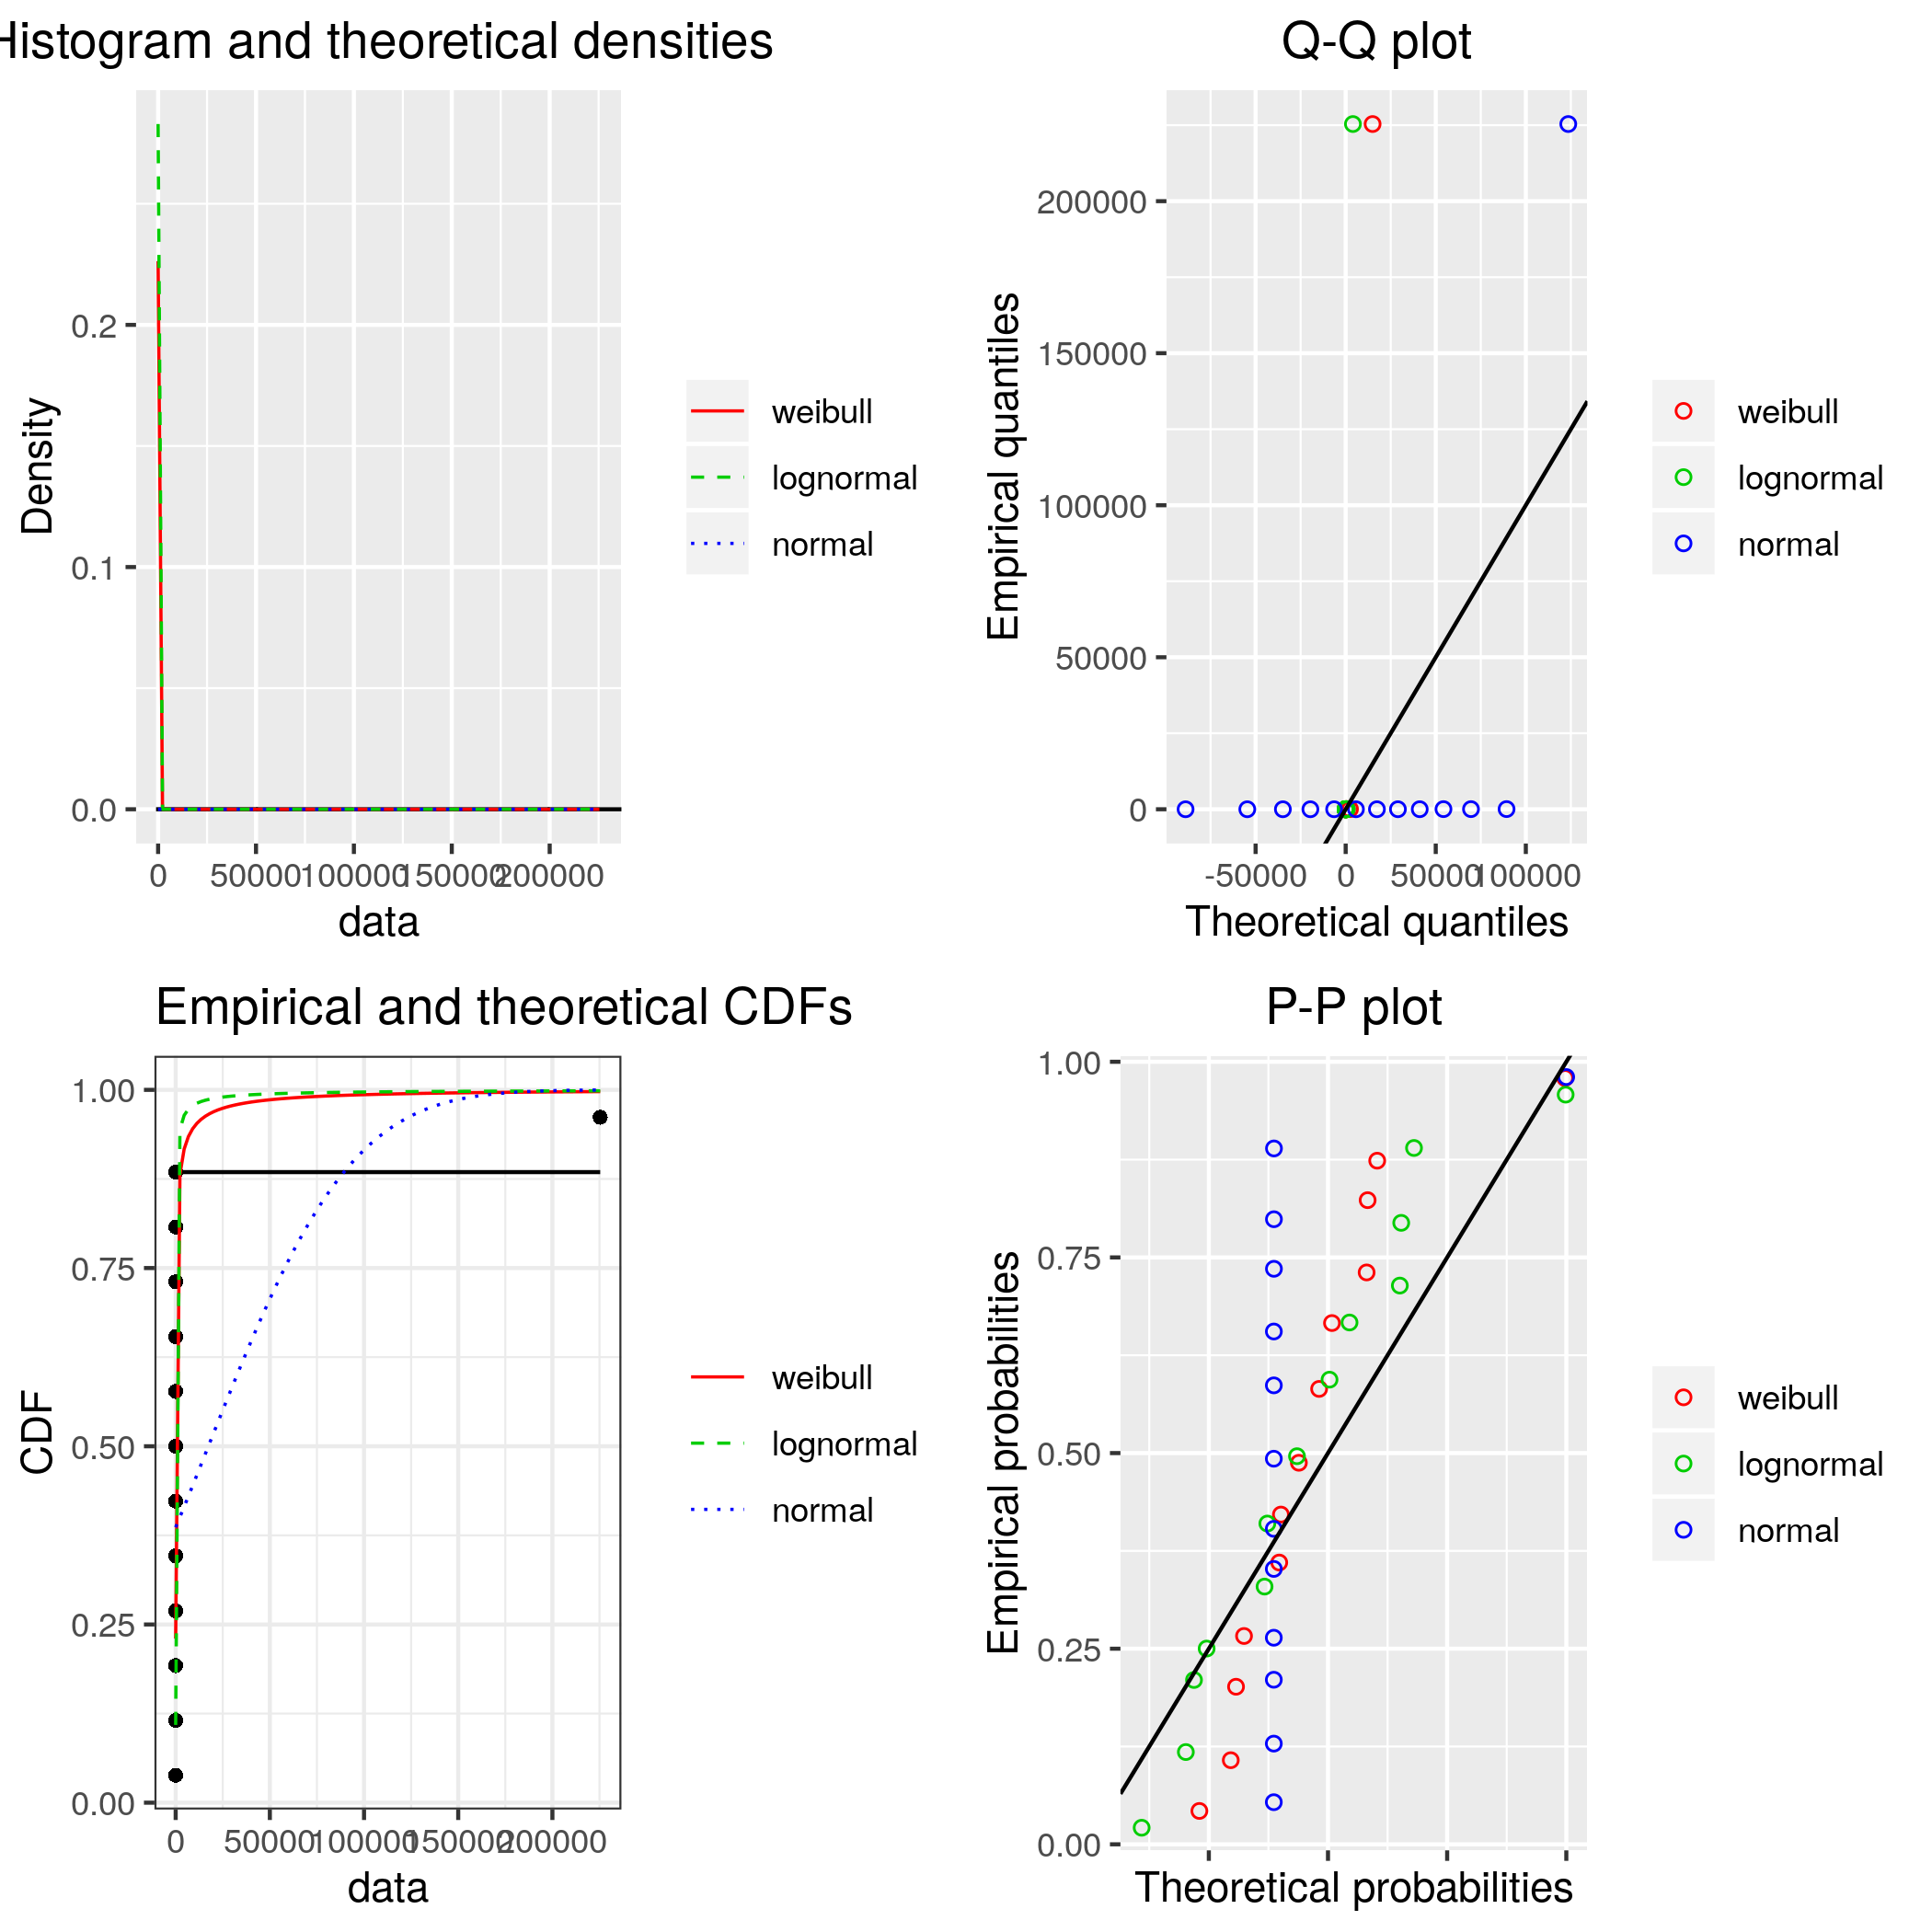 Histogram and theoretical densities
Density
0.2
0.1
0.0
0 50000 100000 150000 200000
data
weibull
lognormal
normal
Q-Q plot
Empirical quantiles
200000
150000
100000
50000
0
-50000 0 50000 100000
Theoretical quantiles
weibull
lognormal
normal
Empirical and theoretical CDFs
CDF
1.00
0.75
0.50
0.25
0.00
0 50000 100000 150000 200000
data
weibull
lognormal
normal
P-P plot
Empirical probabilities
1.00
0.75
0.50
0.25
0.00
Theoretical probabilities
weibull
lognormal
normal